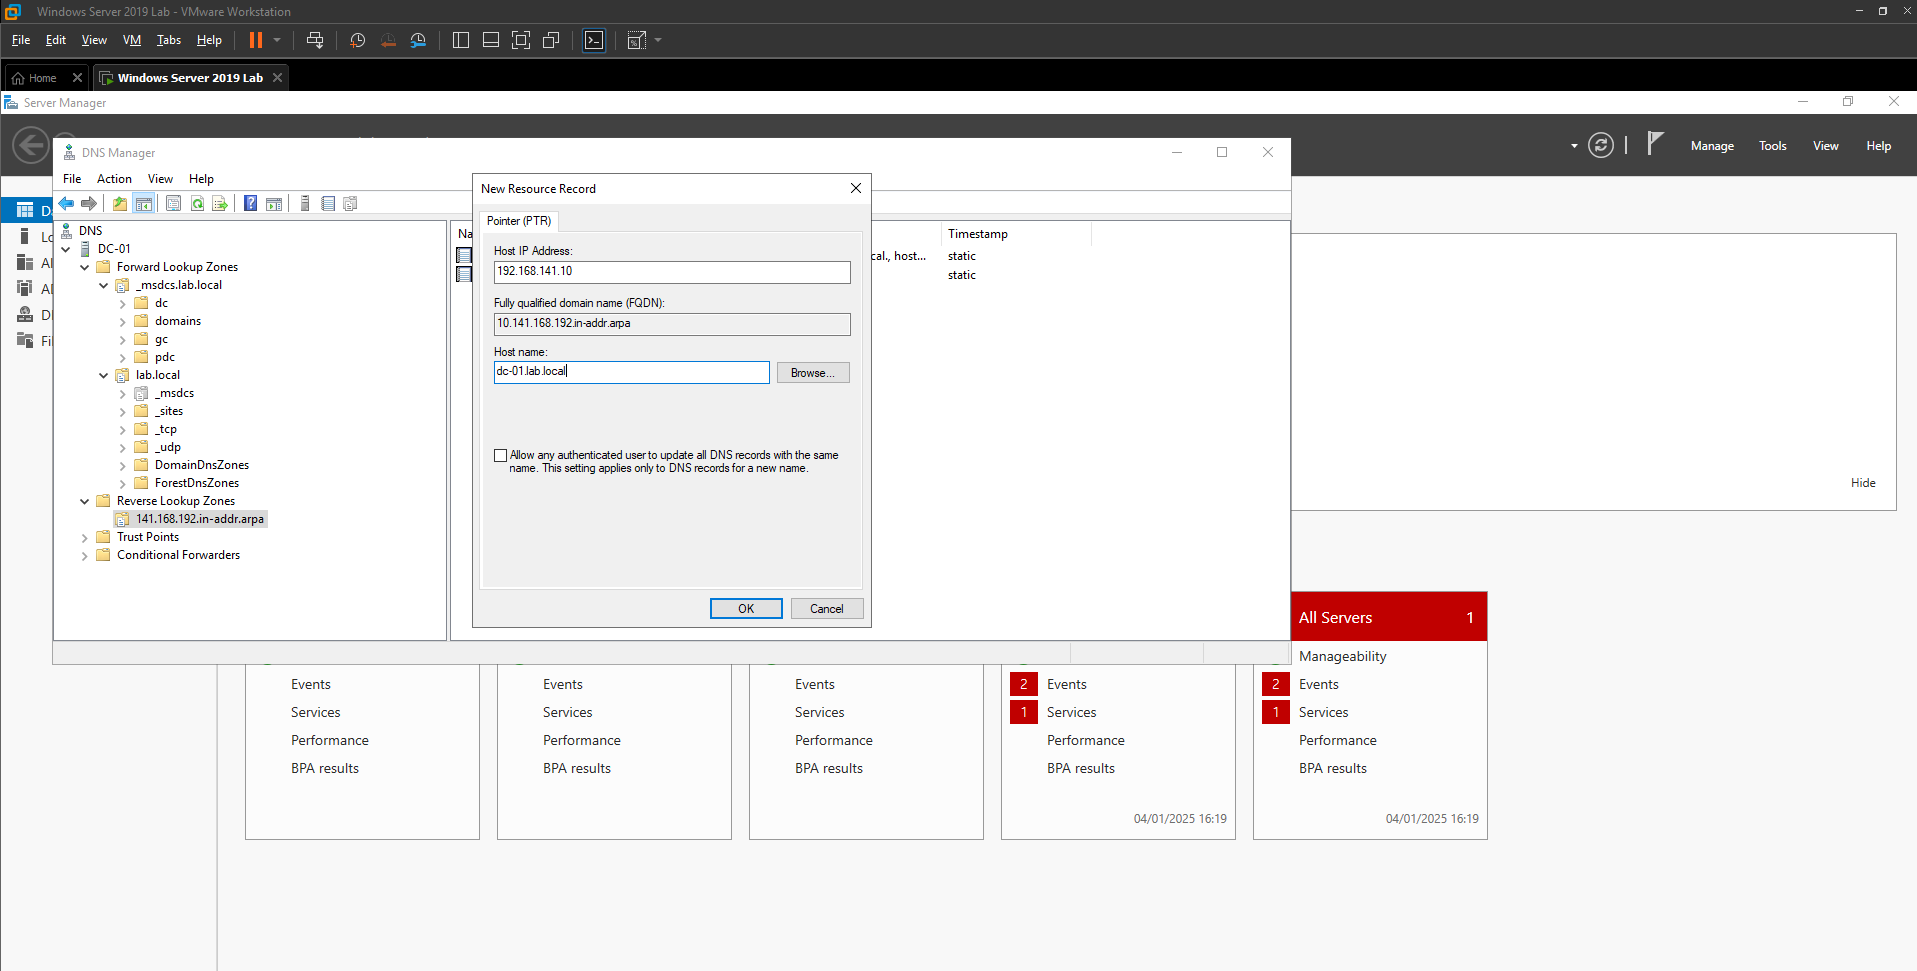 Windows Server 2019 Lab - VMware Workstation
File Edit View VM Tabs Help
Home Windows Server 2019 Lab
Server Manager
Manage Tools View Help
DNS Manager
File Action View Help
DNS
DC-01
Forward Lookup Zones
_msdcs.lab.local
dc
domains
gc
pdc
lab.local
_msdcs
_sites
_tcp
_udp
DomainDnsZones
ForestDnsZones
Reverse Lookup Zones
141.168.192.in-addr.arpa
Trust Points
Conditional Forwarders
Na
Timestamp
cal., host... static
static
New Resource Record
Pointer (PTR)
Host IP Address:
192.168.141.10
Fully qualified domain name (FQDN):
10.141.168.192.in-addr.arpa
Host name:
dc-01.lab.local
Browse...
Allow any authenticated user to update all DNS records with the same
name. This setting applies only to DNS records for a new name.
OK Cancel
Hide
All Servers 1
Manageability
Events
Services
Performance
BPA results
Events
Services
Performance
BPA results
Events
Services
Performance
BPA results
2 Events
1 Services
Performance
BPA results
04/01/2025 16:19
2 Events
1 Services
Performance
BPA results
04/01/2025 16:19